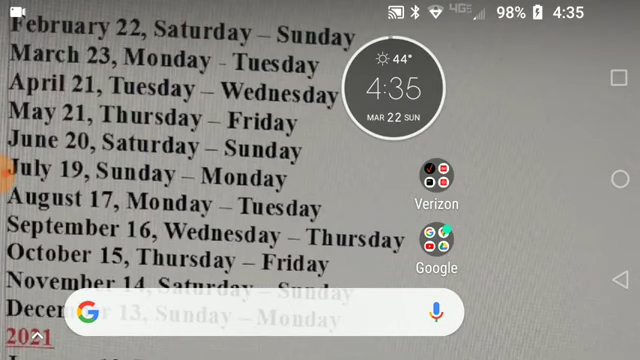 4G 98% 4:35
February 22, Saturday – Sunday
March 23, Monday - Tuesday
April 21, Tuesday – Wednesday
May 21, Thursday – Friday
June 20, Saturday – Sunday
July 19, Sunday – Monday
August 17, Monday – Tuesday
September 16, Wednesday – Thursday
October 15, Thursday – Friday
November 14, Saturday – Sunday
December 13, Sunday – Monday
2021
44°
4:35
MAR 22 SUN
Verizon
Google
G